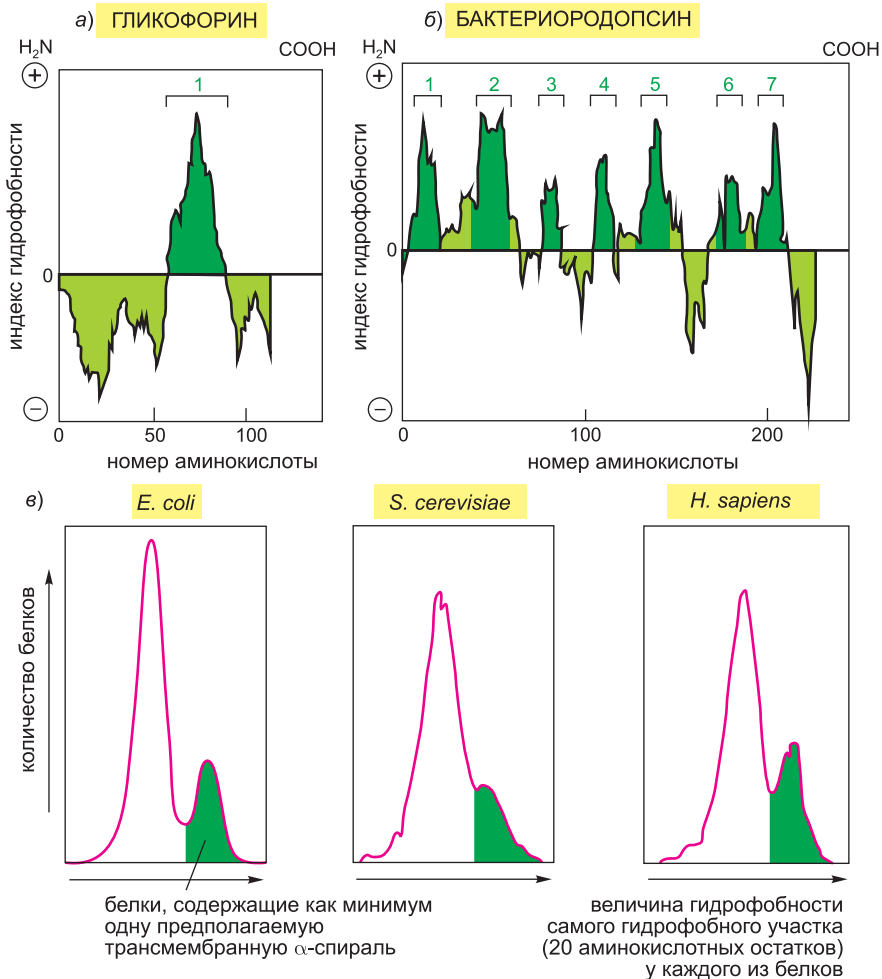 а) ГЛИКОФОРИН
H₂N
COOH
+
1
индекс гидрофобности
0
−
0 50 100
номер аминокислоты
б) БАКТЕРИОРОДОПСИН
H₂N
COOH
+
1 2 3 4 5 6 7
индекс гидрофобности
0
−
0 100 200
номер аминокислоты
в)
E. coli
S. cerevisiae
H. sapiens
количество белков
белки, содержащие как минимум
одну предполагаемую
трансмембранную α-спираль
величина гидрофобности
самого гидрофобного участка
(20 аминокислотных остатков)
у каждого из белков